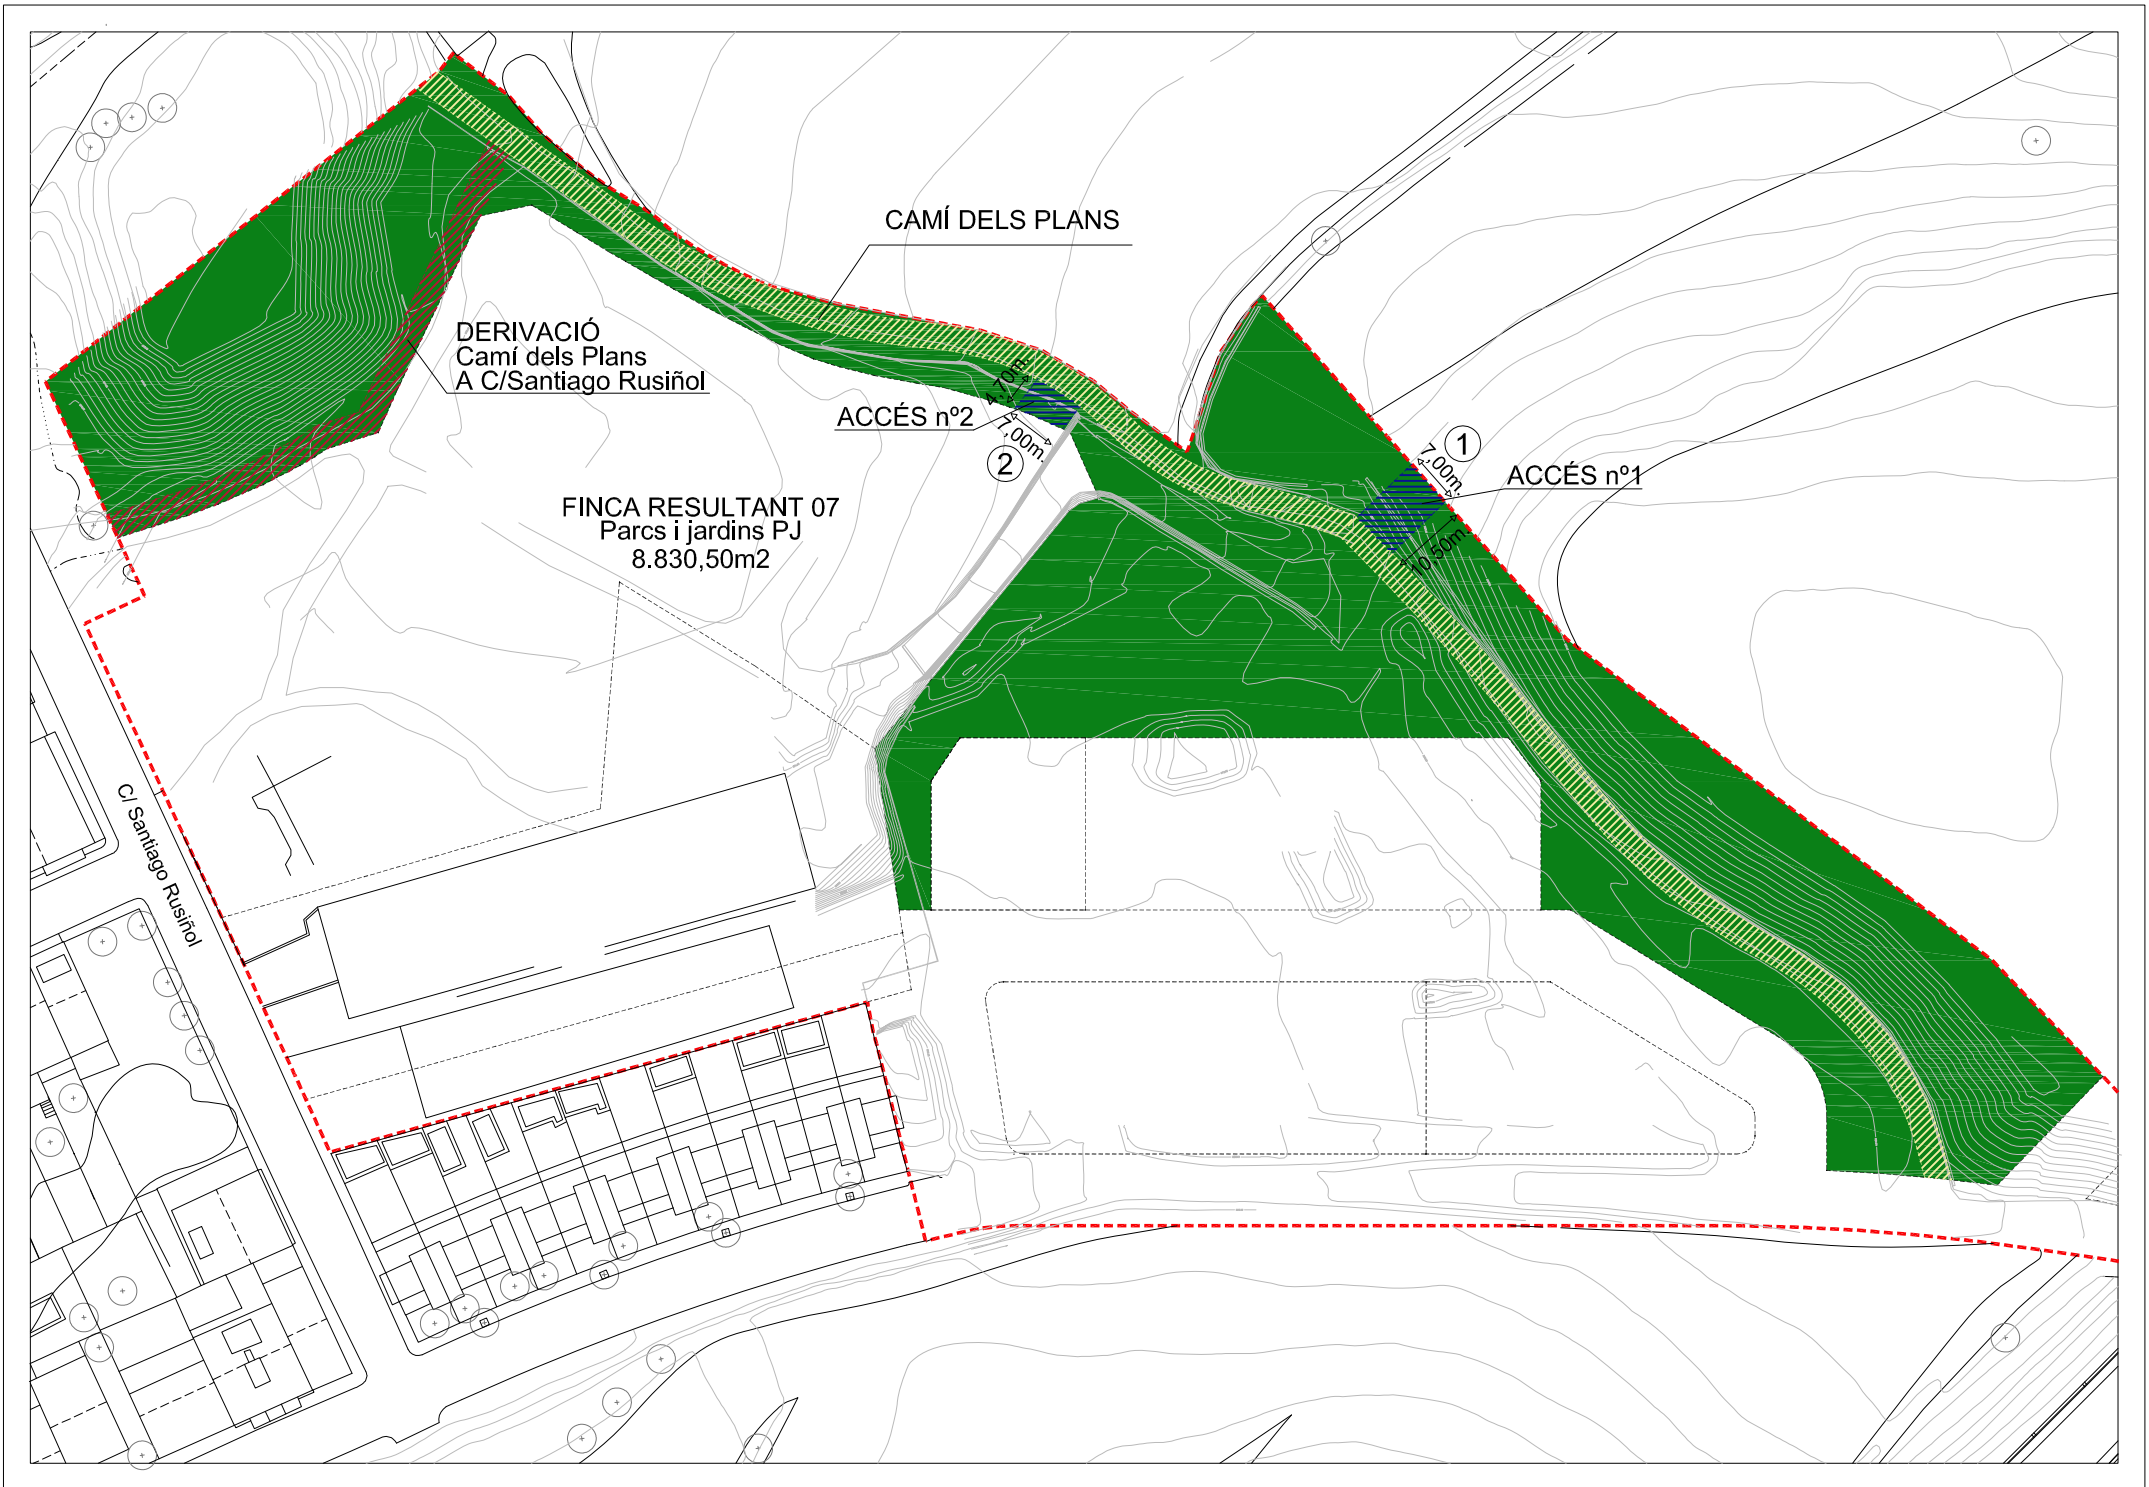 CAMÍ DELS PLANS
DERIVACIÓ
Camí dels Plans
A C/Santiago Rusiñol
4,70m.
ACCÉS nº2
7,00m.
2
1
7,00m.
ACCÉS nº1
10,50m.
FINCA RESULTANT 07
Parcs i jardins PJ
8.830,50m2
C/ Santiago Rusiñol